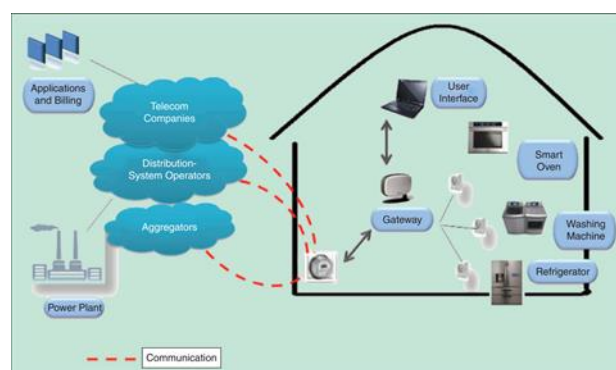 Applications
and Billing
Telecom
Companies
Distribution-
System Operators
Aggregators
Power Plant
User
Interface
Smart
Oven
Gateway
Washing
Machine
Refrigerator
Communication